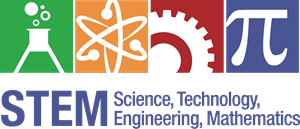 π
STEM Science, Technology,
Engineering, Mathematics